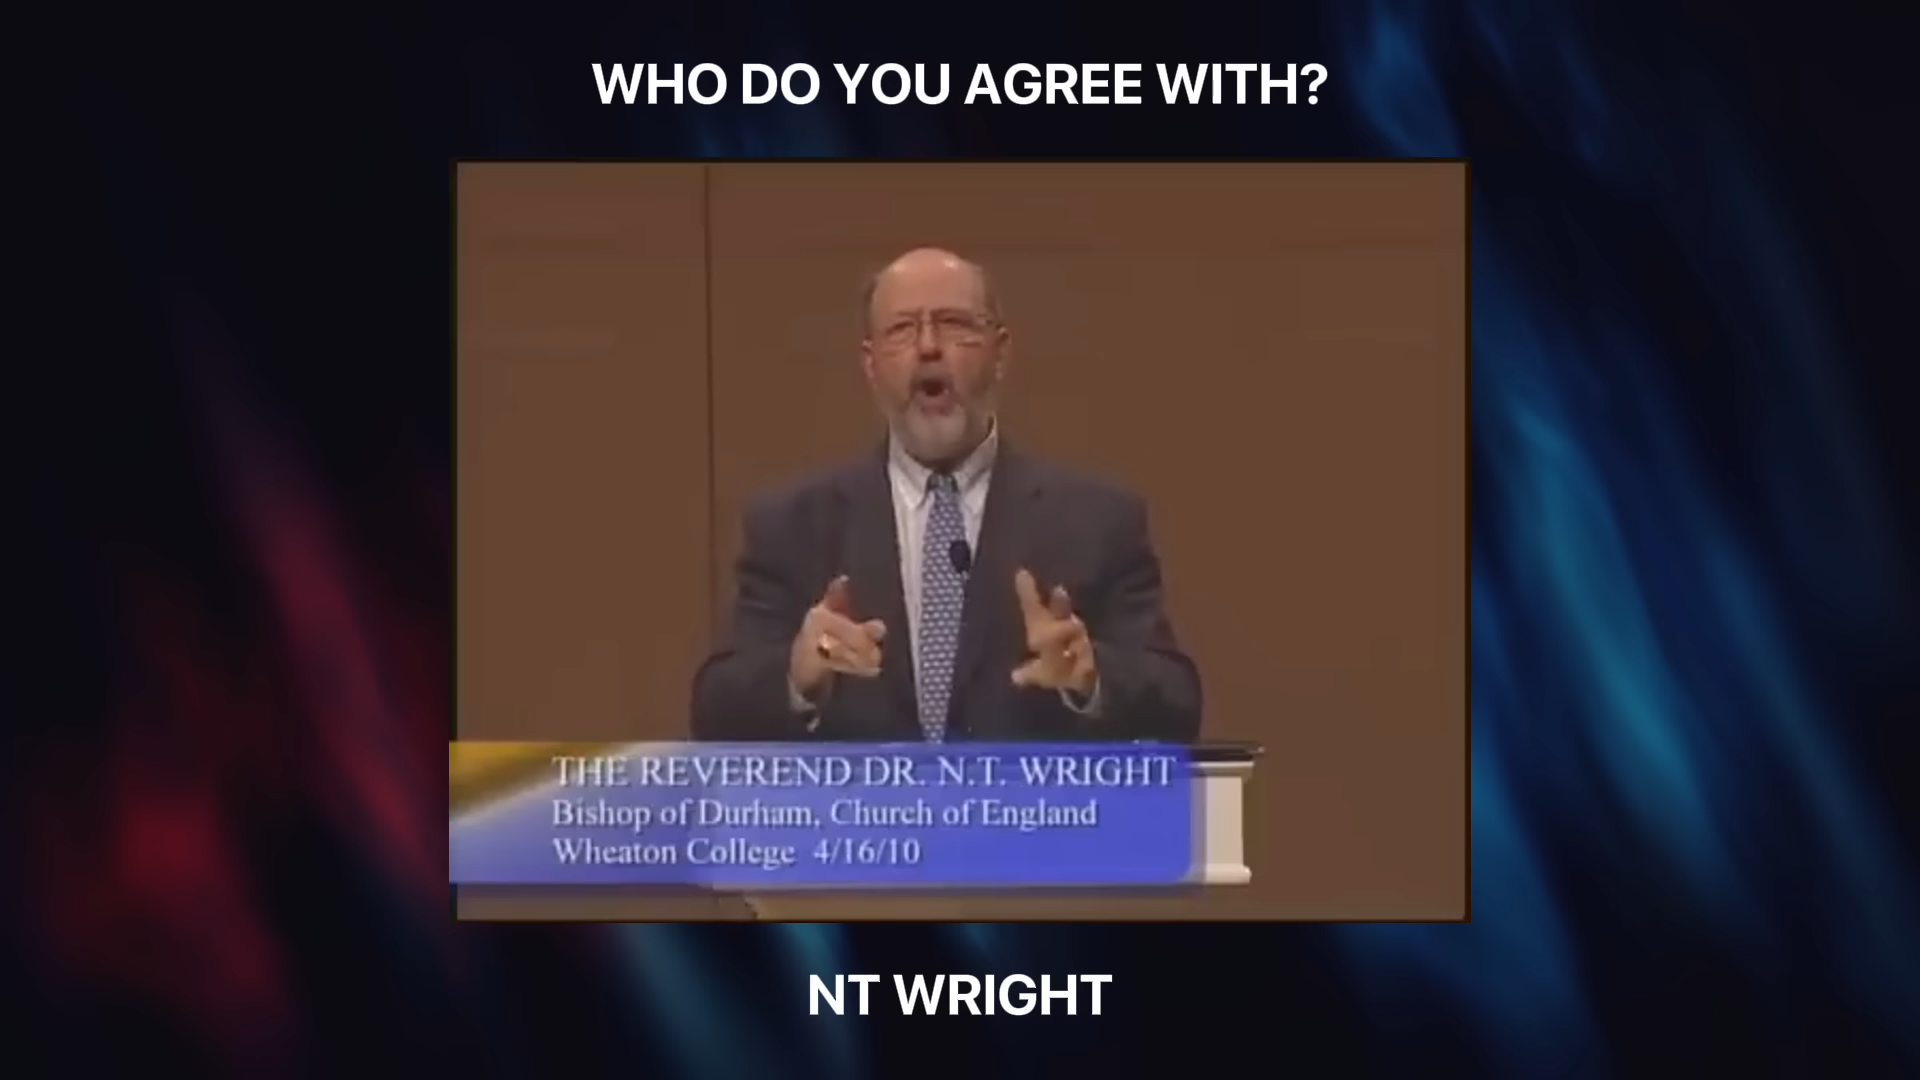 WHO DO YOU AGREE WITH?
THE REVEREND DR. N.T. WRIGHT
Bishop of Durham, Church of England
Wheaton College 4/16/10
NT WRIGHT